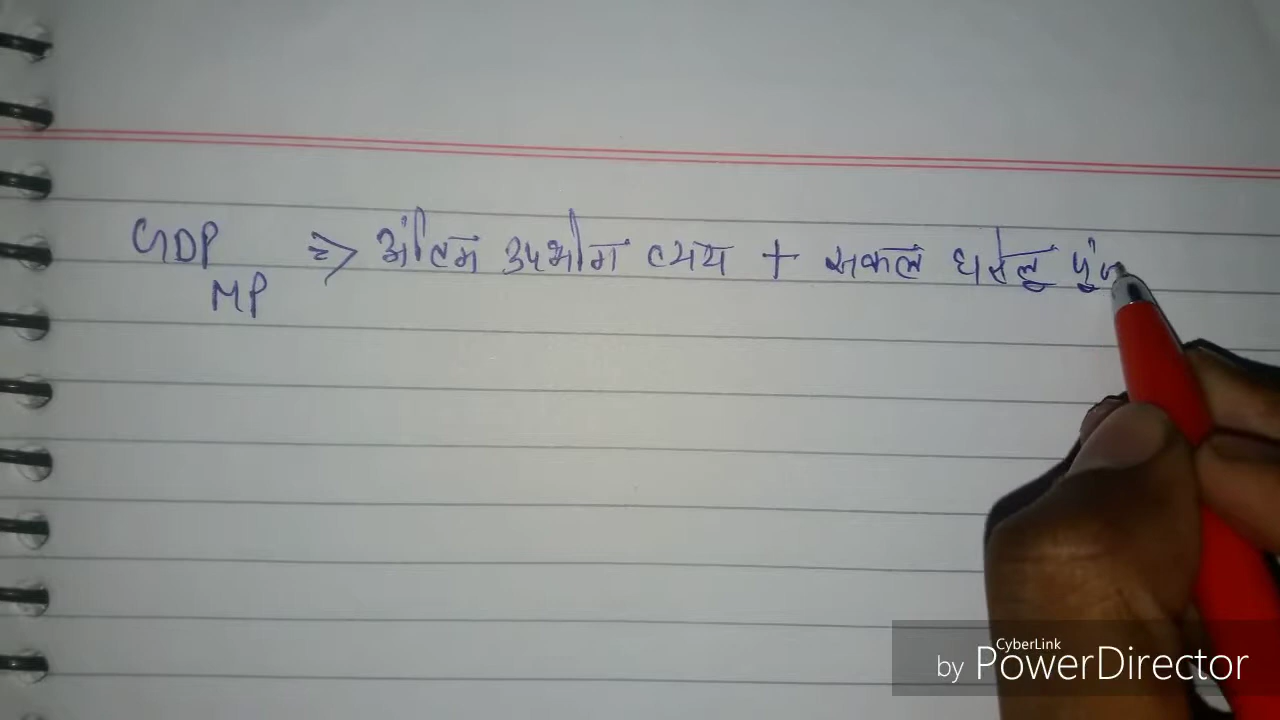 GDP ⇒ अंतिम उपभोग व्यय + सकल घरेलू
MP
CyberLink
by PowerDirector